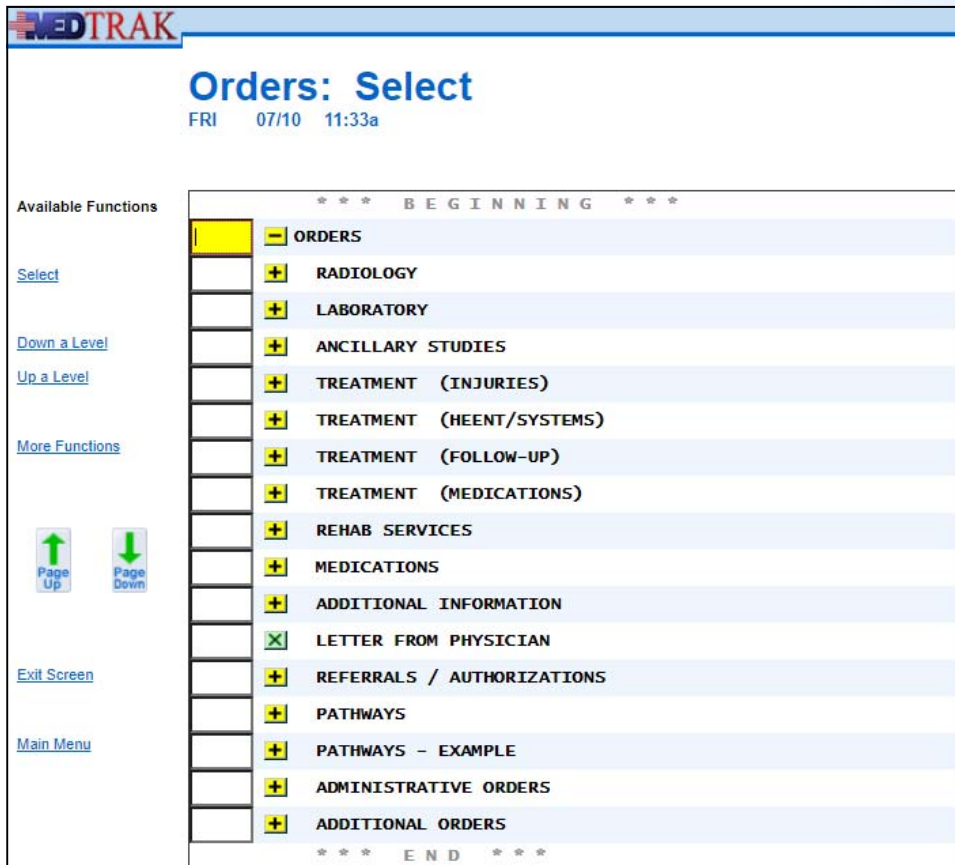 MEDTRAK
Orders: Select
FRI 07/10 11:33a
Available Functions
Select
Down a Level
Up a Level
More Functions
Page Up
Page Down
Exit Screen
Main Menu
* * * B E G I N N I N G * * *
ORDERS
RADIOLOGY
LABORATORY
ANCILLARY STUDIES
TREATMENT (INJURIES)
TREATMENT (HEENT/SYSTEMS)
TREATMENT (FOLLOW-UP)
TREATMENT (MEDICATIONS)
REHAB SERVICES
MEDICATIONS
ADDITIONAL INFORMATION
LETTER FROM PHYSICIAN
REFERRALS / AUTHORIZATIONS
PATHWAYS
PATHWAYS - EXAMPLE
ADMINISTRATIVE ORDERS
ADDITIONAL ORDERS
* * * E N D * * *